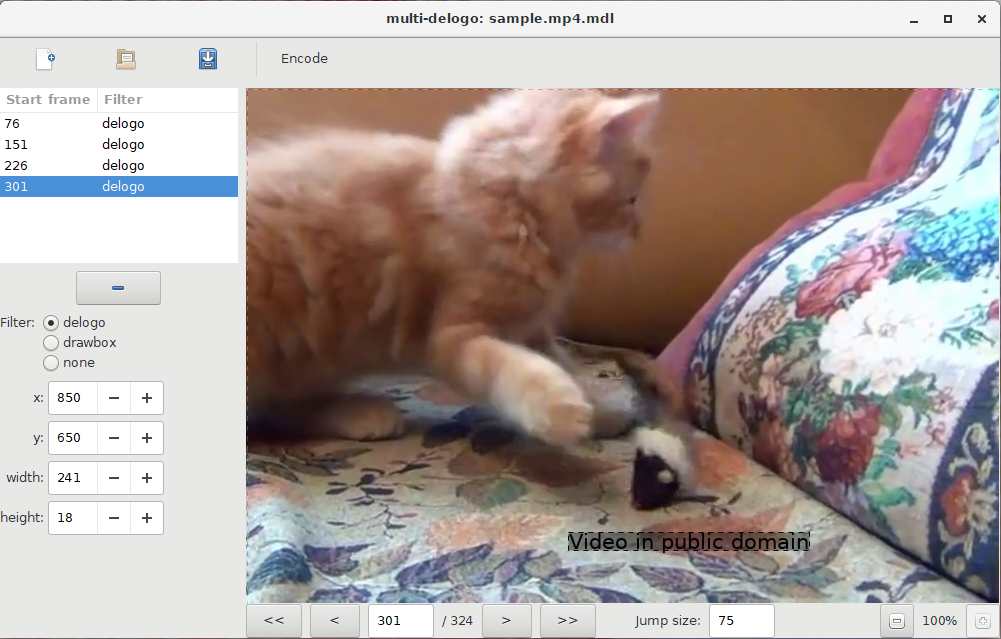 multi-delogo: sample.mp4.mdl
Encode
Start frame Filter
76 delogo
151 delogo
226 delogo
301 delogo
Filter: delogo
drawbox
none
x: 850
y: 650
width: 241
height: 18
Video in public domain
<< < 301 / 324 > >> Jump size: 75 100%